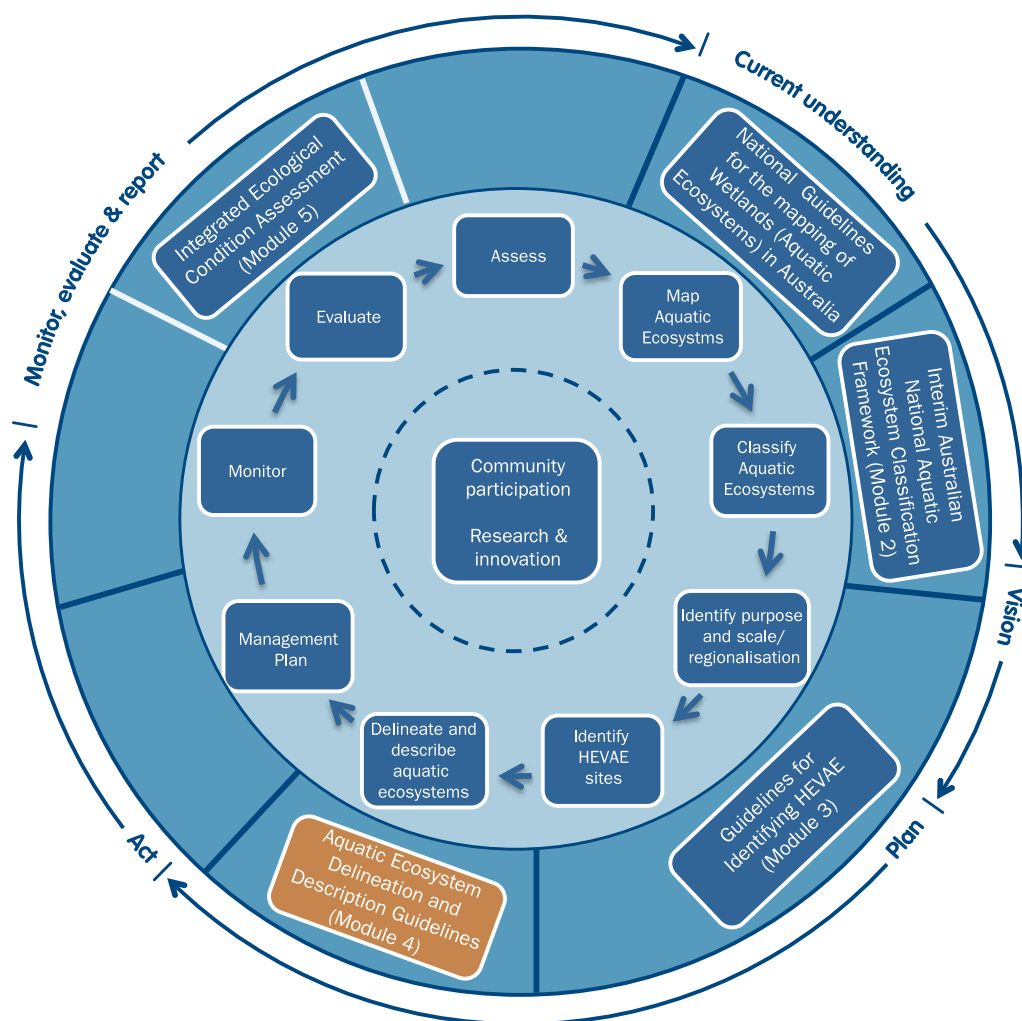 Current understanding
National Guidelines
for the mapping of
Wetlands (Aquatic
Ecosystems) in Australia
Interim Australian
National Aquatic
Ecosystem Classification
Framework (Module 2)
Vision
Guidelines for
Identifying HEVAE
(Module 3)
Plan
Aquatic Ecosystem
Delineation and
Description Guidelines
(Module 4)
Act
Monitor, evaluate & report
Integrated Ecological
Condition Assessment
(Module 5)
Assess
Map
Aquatic
Ecosystms
Classify
Aquatic
Ecosystems
Identify purpose
and scale/
regionalisation
Identify
HEVAE
sites
Delineate and
describe
aquatic
ecosystems
Management
Plan
Monitor
Evaluate
Community
participation
Research &
innovation